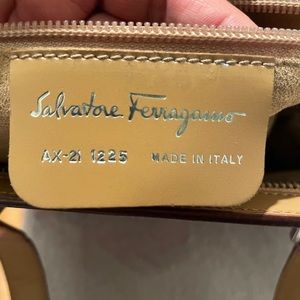 Salvatore Ferragamo
AX-21 1225 MADE IN ITALY